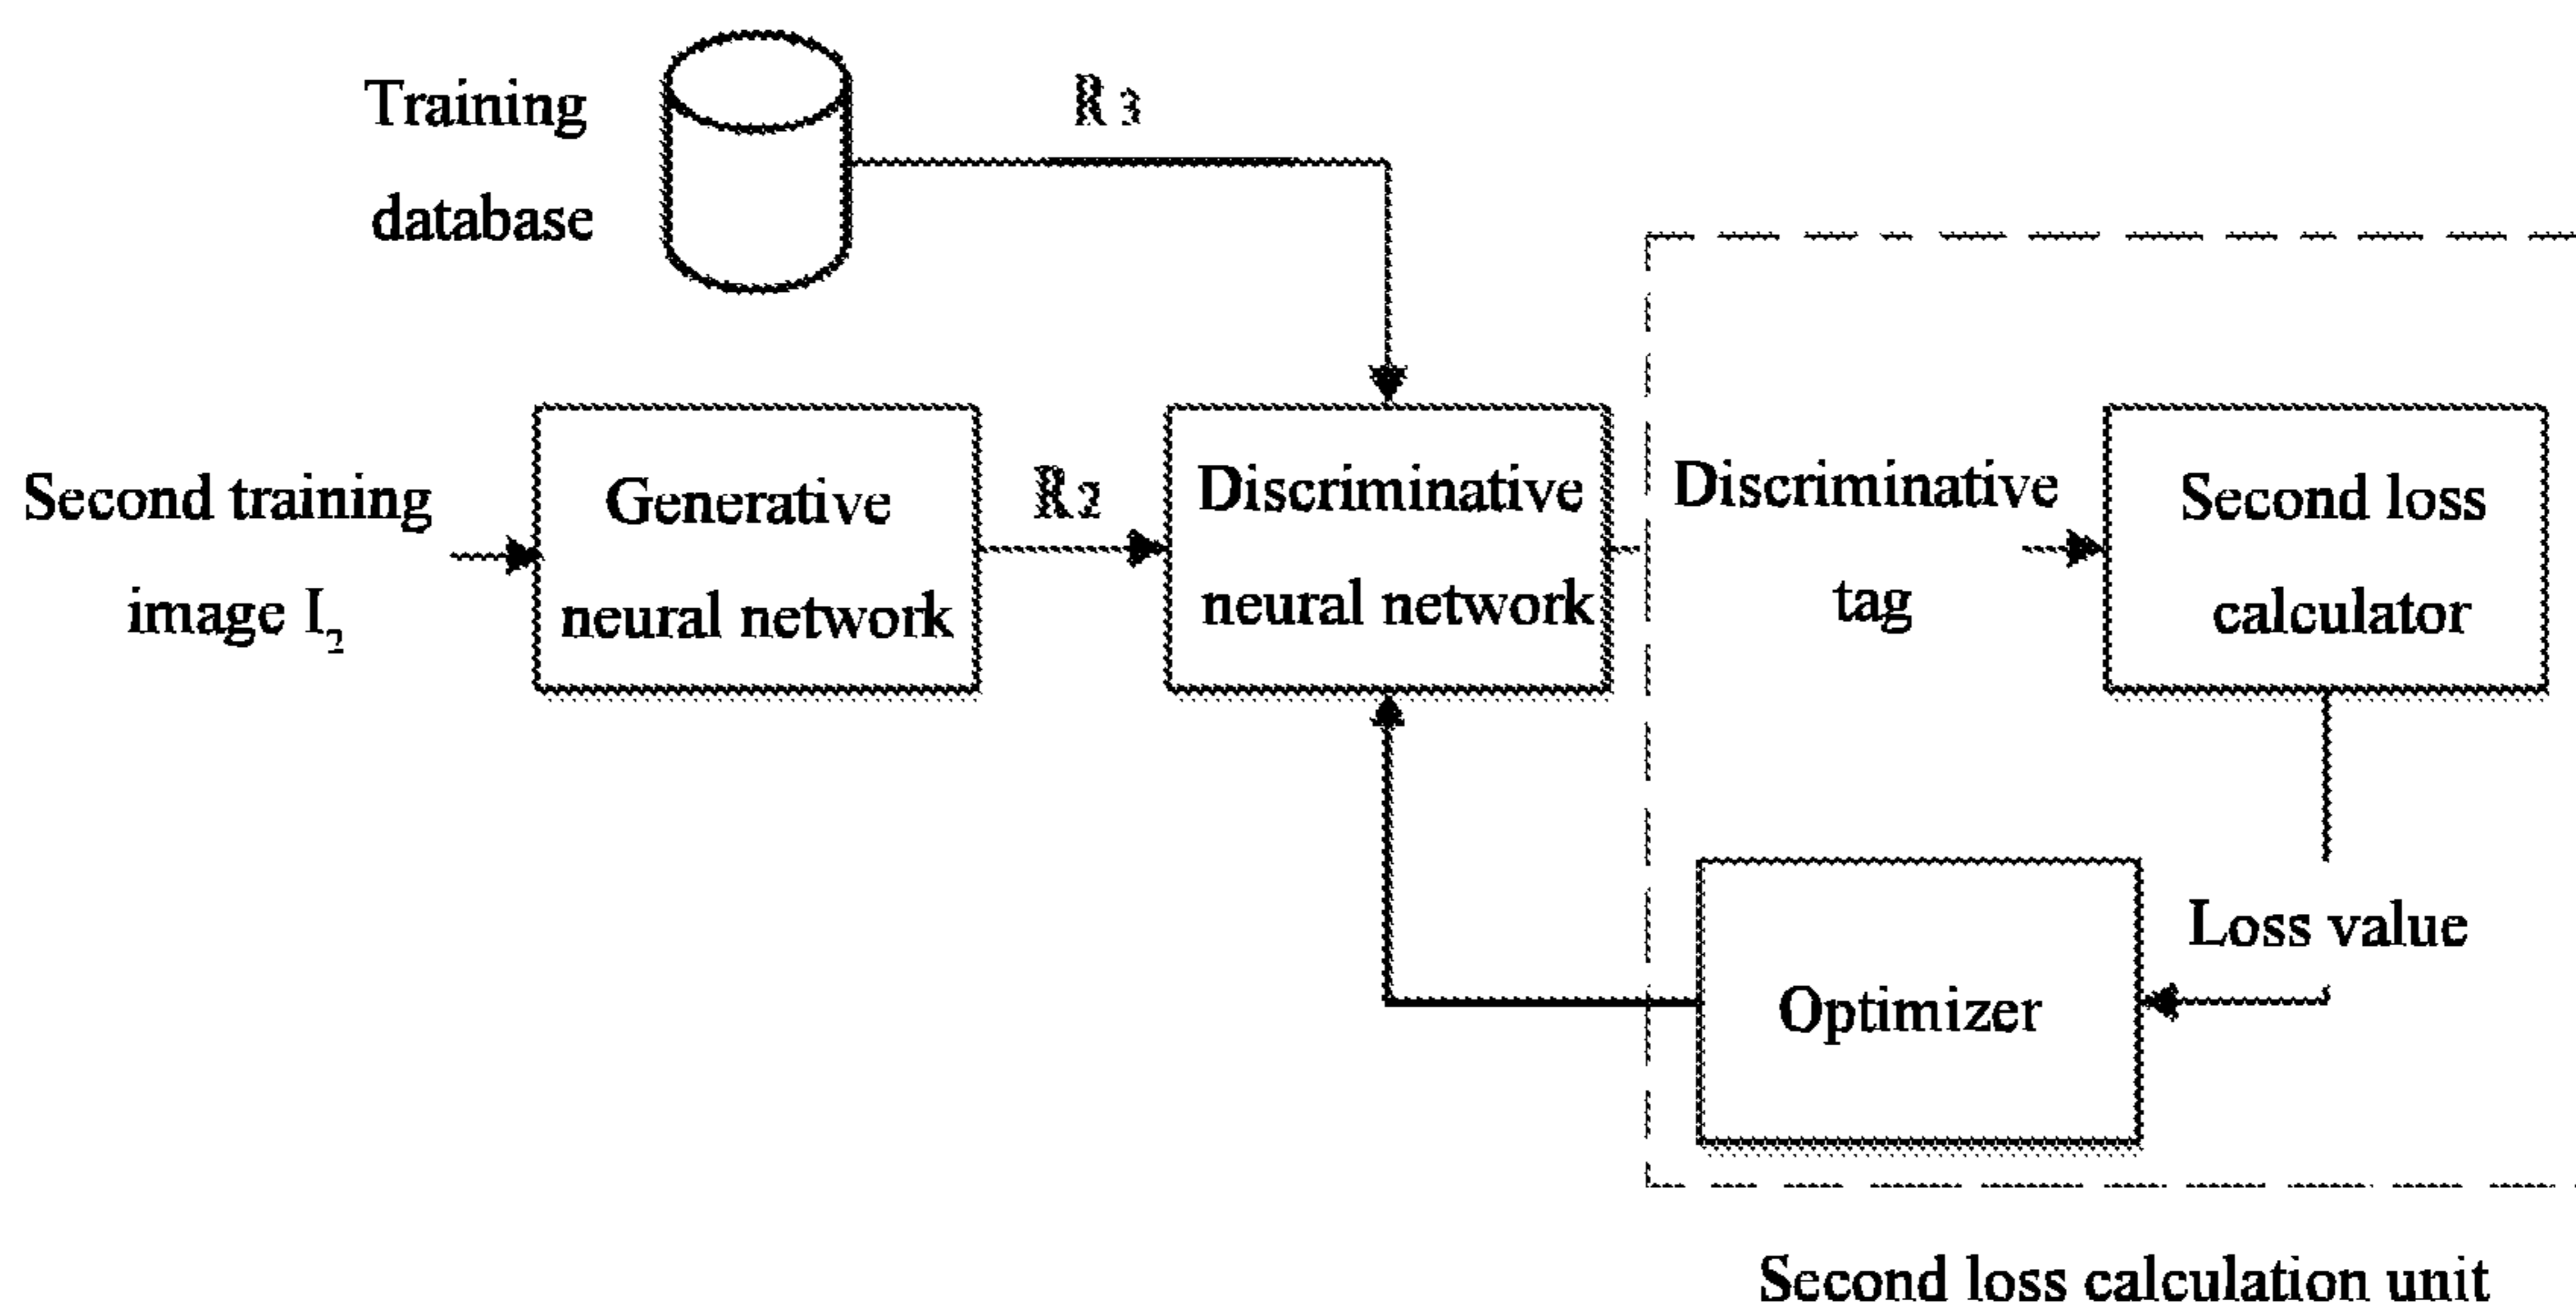 Training
database
R3
Second training
image I2
Generative
neural network
R2
Discriminative
neural network
Discriminative
tag
Second loss
calculator
Loss value
Optimizer
Second loss calculation unit